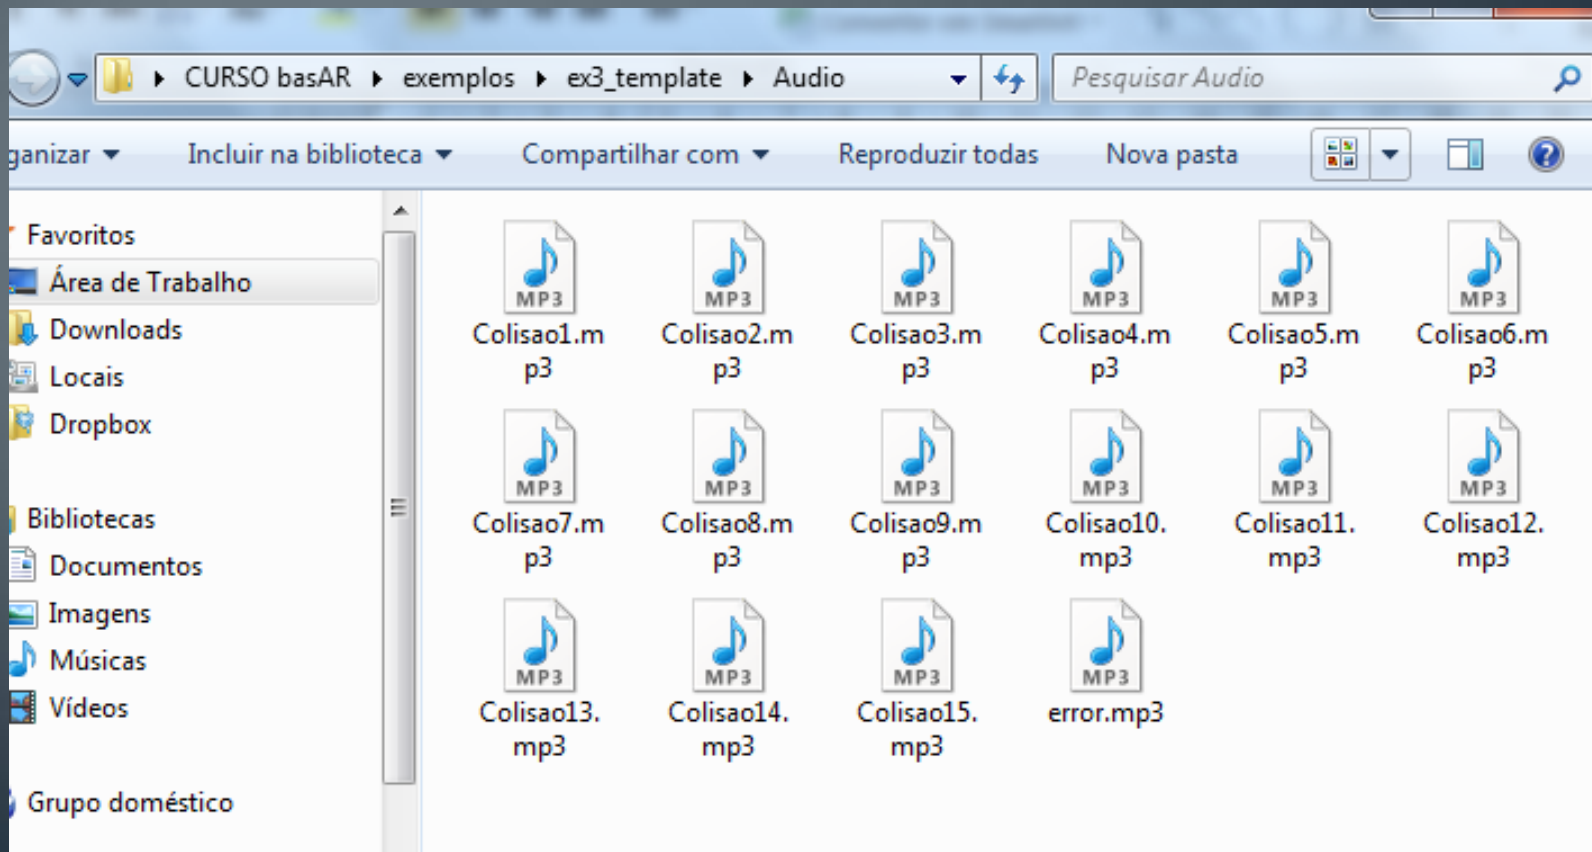 CURSO basAR exemplos ex3_template Audio Pesquisar Audio
ganizar Incluir na biblioteca Compartilhar com Reproduzir todas Nova pasta
Favoritos
Área de Trabalho
Downloads
Locais
Dropbox
Bibliotecas
Documentos
Imagens
Músicas
Vídeos
Grupo doméstico
MP3 MP3 MP3 MP3 MP3 MP3
Colisao1.m Colisao2.m Colisao3.m Colisao4.m Colisao5.m Colisao6.m
p3 p3 p3 p3 p3 p3
MP3 MP3 MP3 MP3 MP3 MP3
Colisao7.m Colisao8.m Colisao9.m Colisao10. Colisao11. Colisao12.
p3 p3 p3 mp3 mp3 mp3
MP3 MP3 MP3 MP3
Colisao13. Colisao14. Colisao15. error.mp3
mp3 mp3 mp3